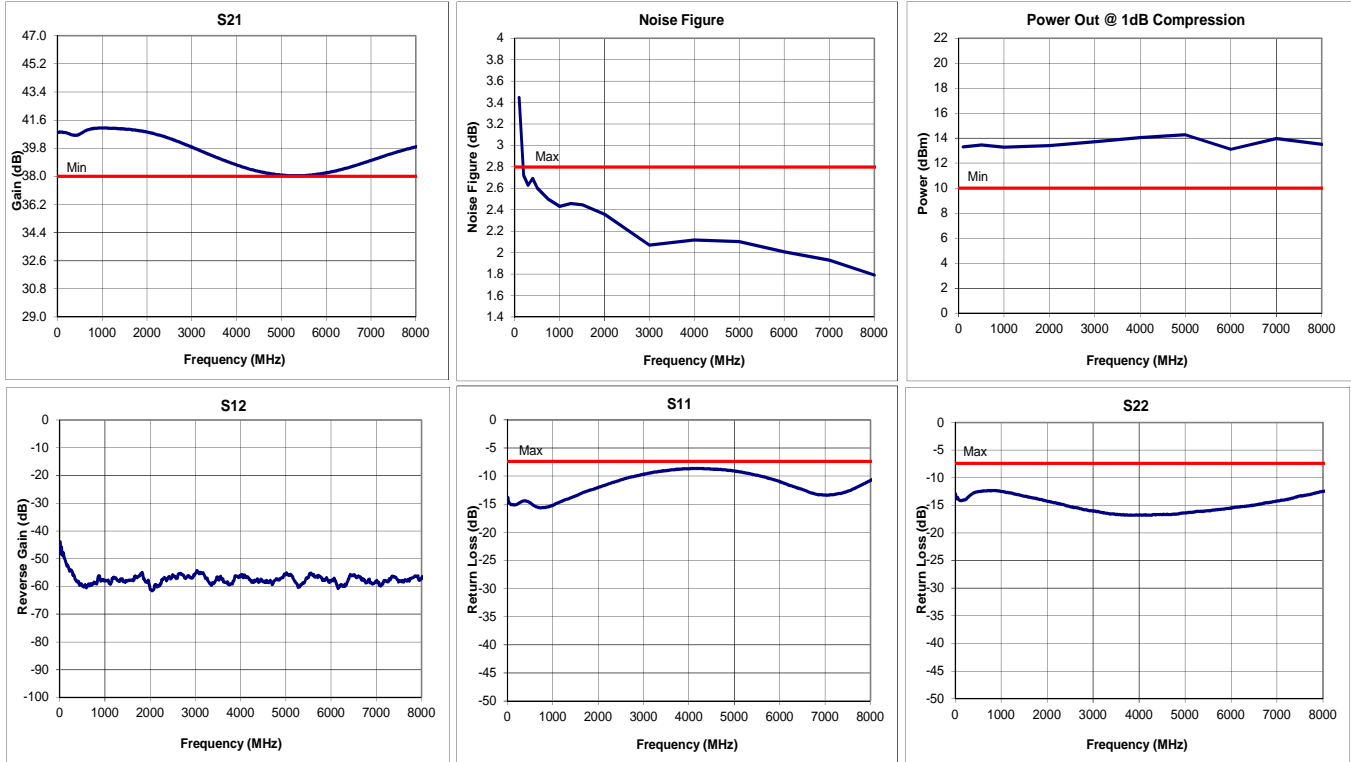 S21
Gain (dB)
47.0
45.2
43.4
41.6
39.8
38.0
36.2
34.4
32.6
30.8
29.0
Min
0 1000 2000 3000 4000 5000 6000 7000 8000
Frequency (MHz)
Noise Figure
Noise Figure (dB)
4
3.8
3.6
3.4
3.2
3
2.8
2.6
2.4
2.2
2
1.8
1.6
1.4
Max
0 1000 2000 3000 4000 5000 6000 7000 8000
Frequency (MHz)
Power Out @ 1dB Compression
Power (dBm)
22
20
18
16
14
12
10
8
6
4
2
0
Min
0 1000 2000 3000 4000 5000 6000 7000 8000
Frequency (MHz)
S12
Reverse Gain (dB)
0
-10
-20
-30
-40
-50
-60
-70
-80
-90
-100
0 1000 2000 3000 4000 5000 6000 7000 8000
Frequency (MHz)
S11
Return Loss (dB)
0
-5
-10
-15
-20
-25
-30
-35
-40
-45
-50
Max
0 1000 2000 3000 4000 5000 6000 7000 8000
Frequency (MHz)
S22
Return Loss (dB)
0
-5
-10
-15
-20
-25
-30
-35
-40
-45
-50
Max
0 1000 2000 3000 4000 5000 6000 7000 8000
Frequency (MHz)